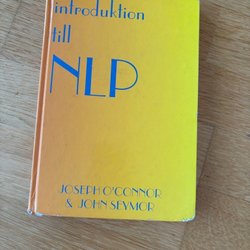 introduktion
till
NLP
JOSEPH O'CONNOR
& JOHN SEYMOR